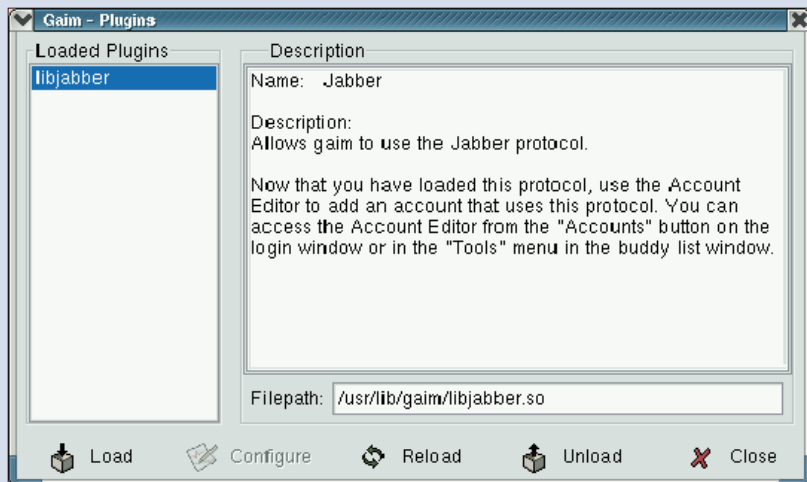 Gaim - Plugins
Loaded Plugins
libjabber
Description
Name: Jabber
Description:
Allows gaim to use the Jabber protocol.
Now that you have loaded this protocol, use the Account
Editor to add an account that uses this protocol. You can
access the Account Editor from the "Accounts" button on the
login window or in the "Tools" menu in the buddy list window.
Filepath: /usr/lib/gaim/libjabber.so
Load Configure Reload Unload Close